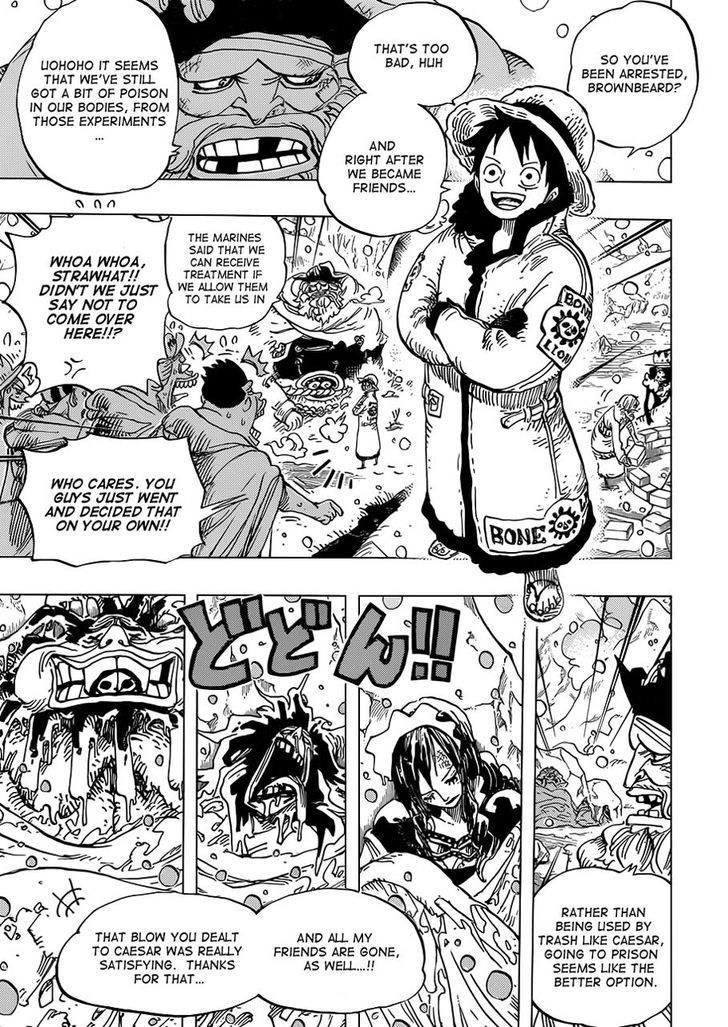 SO YOU'VE
BEEN ARRESTED,
BROWNBEARD?
THAT'S TOO
BAD, HUH
AND
RIGHT AFTER
WE BECAME
FRIENDS...
UOHOHO IT SEEMS
THAT WE'VE STILL
GOT A BIT OF POISON
IN OUR BODIES, FROM
THOSE EXPERIMENTS
...
THE MARINES
SAID THAT WE
CAN RECEIVE
TREATMENT IF
WE ALLOW THEM
TO TAKE US IN
WHOA WHOA,
STRAWHAT!!
DIDN'T WE JUST
SAY NOT TO
COME OVER
HERE!!?
WHO CARES. YOU
GUYS JUST WENT
AND DECIDED THAT
ON YOUR OWN!!
BON
LION
BONE
どどん!!
RATHER THAN
BEING USED BY
TRASH LIKE CAESAR,
GOING TO PRISON
SEEMS LIKE THE
BETTER OPTION.
AND ALL MY
FRIENDS ARE GONE,
AS WELL...!!
THAT BLOW YOU DEALT
TO CAESAR WAS REALLY
SATISFYING. THANKS
FOR THAT...